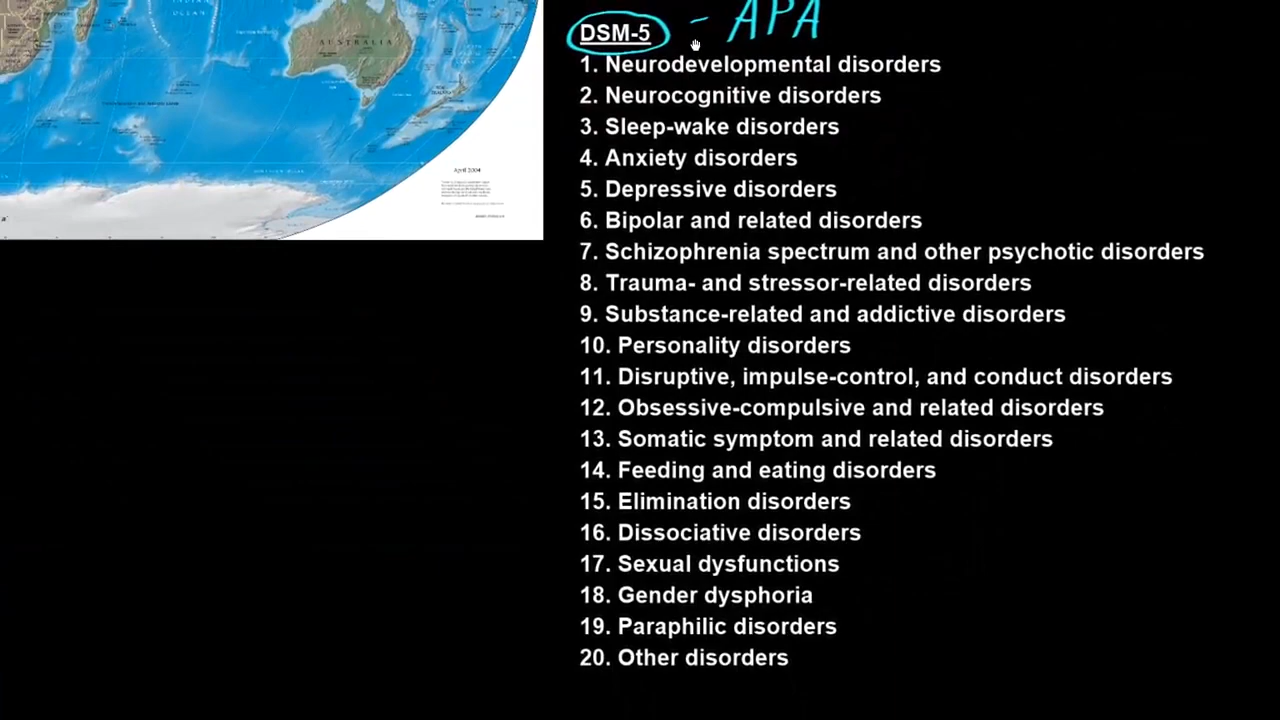 INDIAN
OCEAN
AUSTRALIA
DSM-5 - APA
1. Neurodevelopmental disorders
2. Neurocognitive disorders
3. Sleep-wake disorders
4. Anxiety disorders
5. Depressive disorders
6. Bipolar and related disorders
7. Schizophrenia spectrum and other psychotic disorders
8. Trauma- and stressor-related disorders
9. Substance-related and addictive disorders
10. Personality disorders
11. Disruptive, impulse-control, and conduct disorders
12. Obsessive-compulsive and related disorders
13. Somatic symptom and related disorders
14. Feeding and eating disorders
15. Elimination disorders
16. Dissociative disorders
17. Sexual dysfunctions
18. Gender dysphoria
19. Paraphilic disorders
20. Other disorders
April 2004